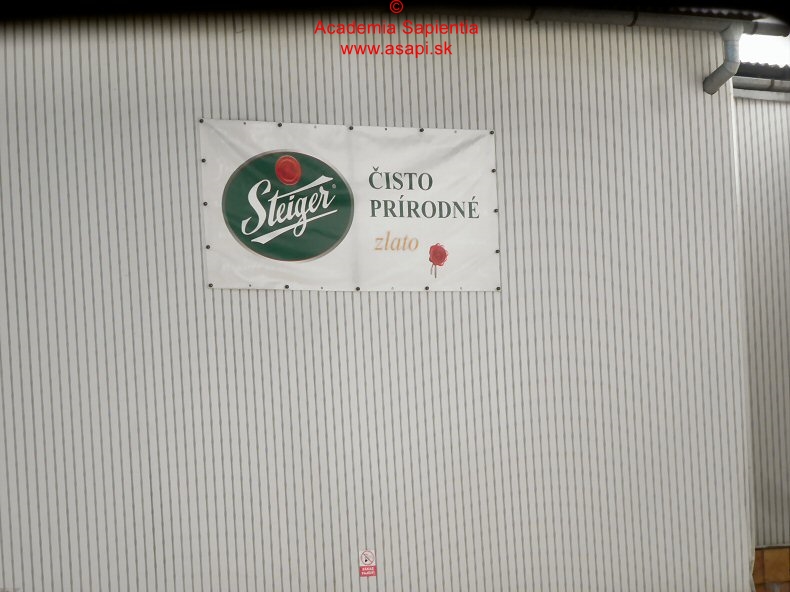 ©
Academia Sapientia
www.asapi.sk
Steiger®
ČISTO
PRÍRODNÉ
zlato